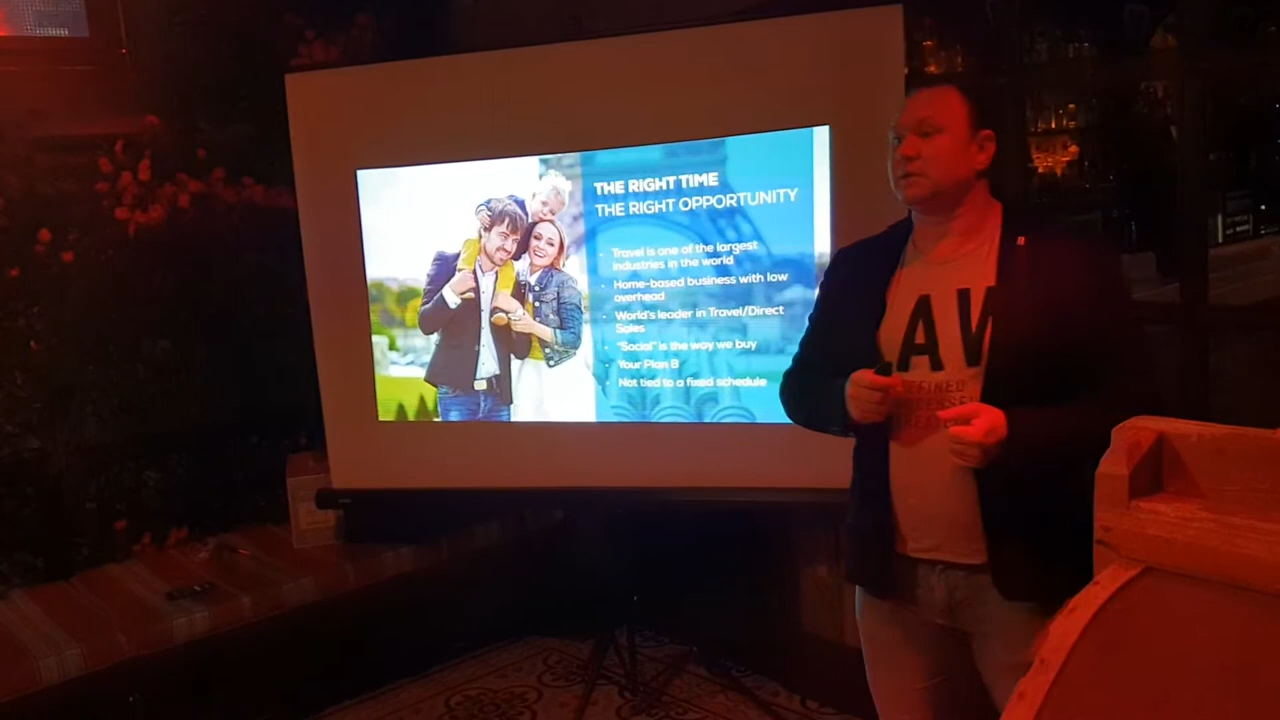 THE RIGHT TIME
THE RIGHT OPPORTUNITY
Travel is one of the largest
industries in the world
Home-based business with low
overhead
World's leader in Travel/Direct
Sales
"Social" is the way we buy
Your Plan B
Not tied to a fixed schedule
AW